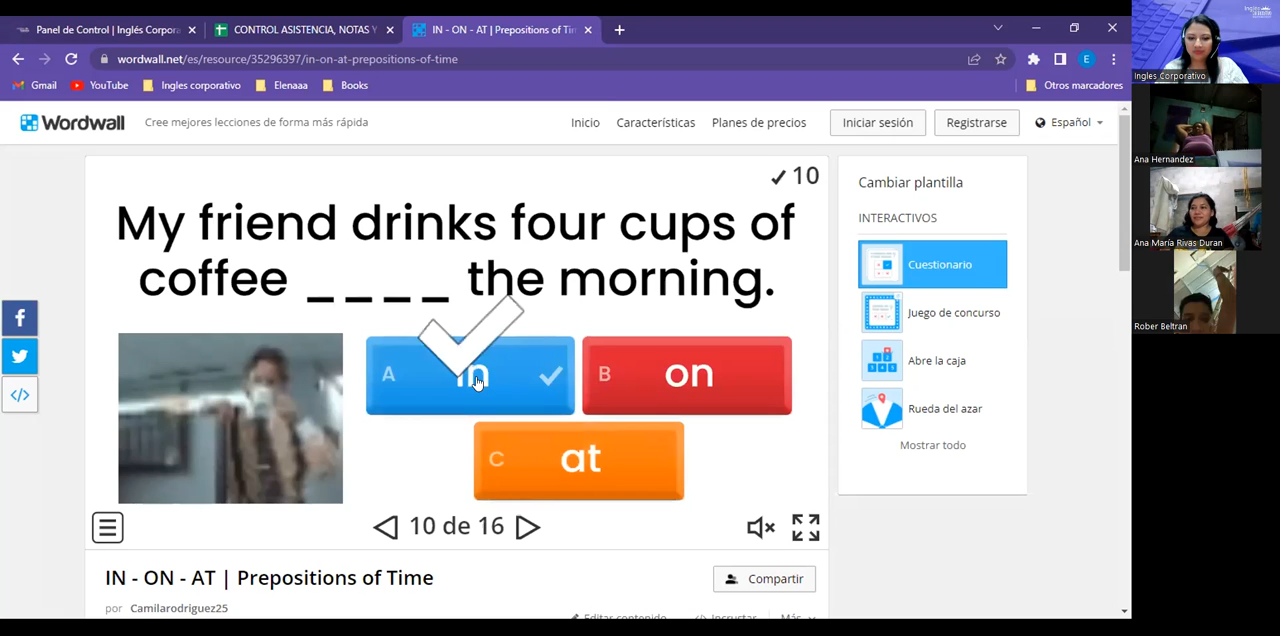 Panel de Control | Inglés Corpora
CONTROL ASISTENCIA, NOTAS Y
IN - ON - AT | Prepositions of Tim
wordwall.net/es/resource/35296397/in-on-at-prepositions-of-time
E
Gmail
YouTube
Ingles corporativo
Elenaaa
Books
Otros marcadores
Wordwall
Cree mejores lecciones de forma más rápida
Inicio
Características
Planes de precios
Iniciar sesión
Registrarse
Español
10
My friend drinks four cups of
coffee _ _ _ _ the morning.
A in
B on
C at
10 de 16
Cambiar plantilla
INTERACTIVOS
Cuestionario
Juego de concurso
Abre la caja
Rueda del azar
Mostrar todo
IN - ON - AT | Prepositions of Time
Compartir
por Camilarodriguez25
Editar contenido
Incrustar
Más
Ingles Corporativo
Ana Hernandez
Ana María Rivas Duran
Rober Beltran